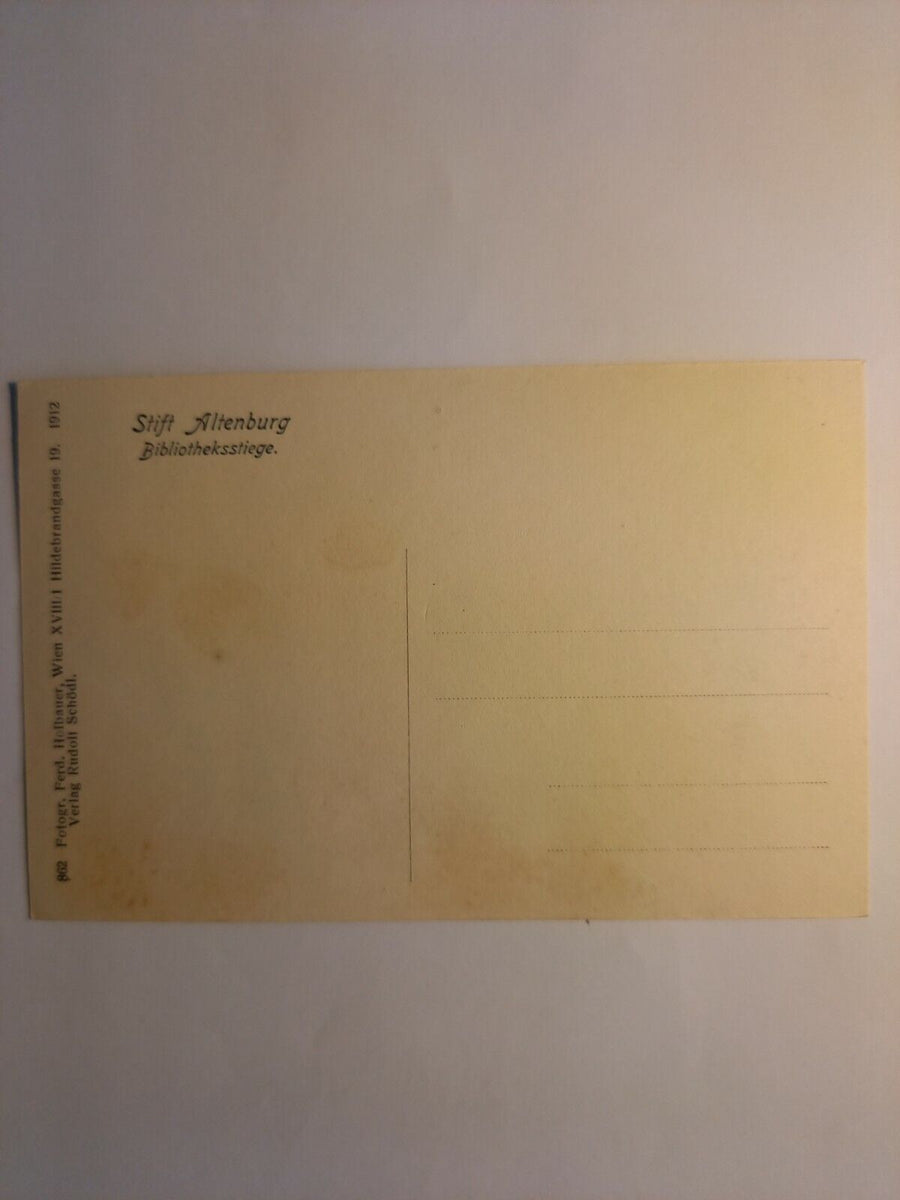 Stift Altenburg
Bibliotheksstiege.
862 Fotogr. Ferd. Hofbauer, Wien XVIII/1 Hildebrandgasse 19. 1912
Verlag Rudolf Schödl.